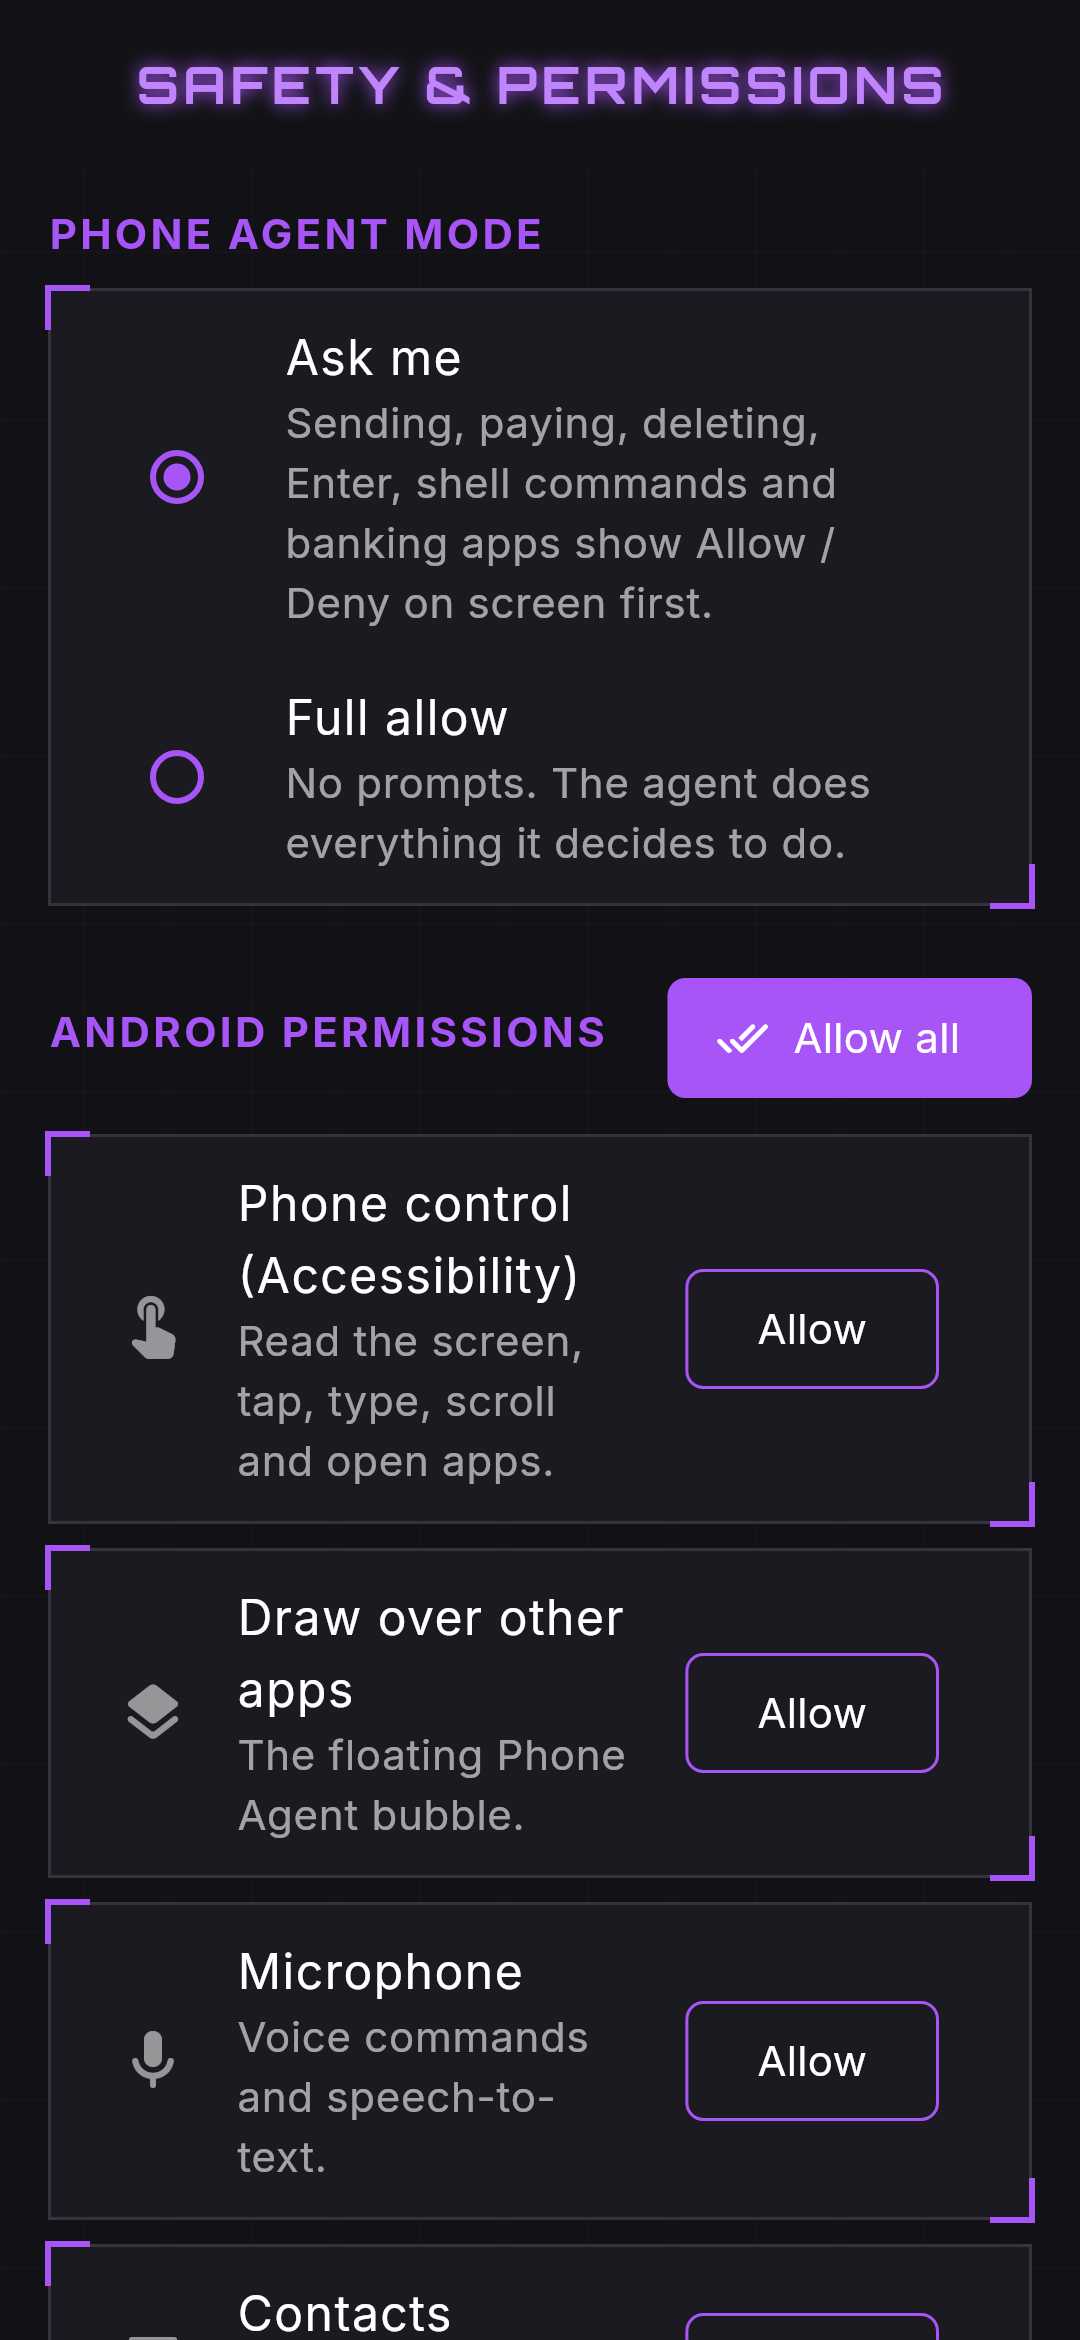 SAFETY & PERMISSIONS
PHONE AGENT MODE
Ask me
Sending, paying, deleting,
Enter, shell commands and
banking apps show Allow /
Deny on screen first.
Full allow
No prompts. The agent does
everything it decides to do.
ANDROID PERMISSIONS
Allow all
Phone control
(Accessibility)
Read the screen,
tap, type, scroll
and open apps.
Allow
Draw over other
apps
The floating Phone
Agent bubble.
Allow
Microphone
Voice commands
and speech-to-
text.
Allow
Contacts